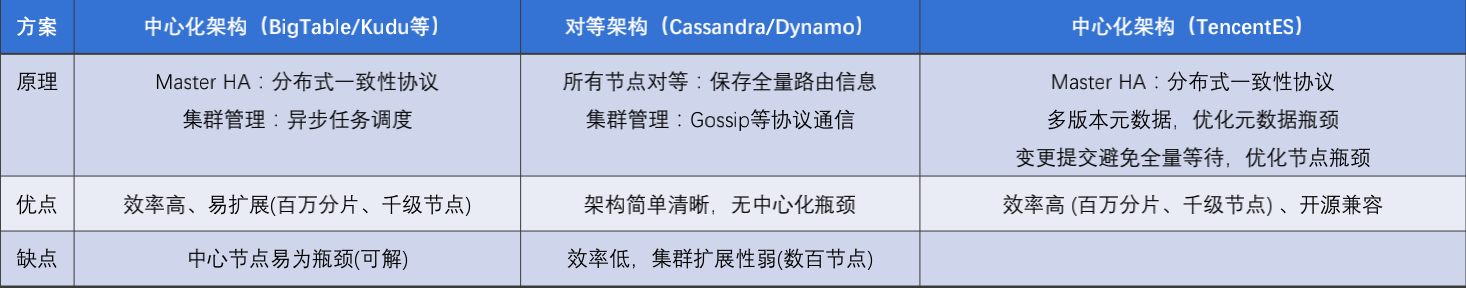 方案 中心化架构（BigTable/Kudu等） 对等架构（Cassandra/Dynamo） 中心化架构（TencentES）
原理 Master HA：分布式一致性协议 所有节点对等：保存全量路由信息 Master HA：分布式一致性协议
集群管理：异步任务调度 集群管理：Gossip等协议通信 多版本元数据，优化元数据瓶颈
变更提交避免全量等待，优化节点瓶颈
优点 效率高、易扩展(百万分片、千级节点) 架构简单清晰，无中心化瓶颈 效率高 (百万分片、千级节点) 、开源兼容
缺点 中心节点易为瓶颈(可解) 效率低，集群扩展性弱(数百节点)